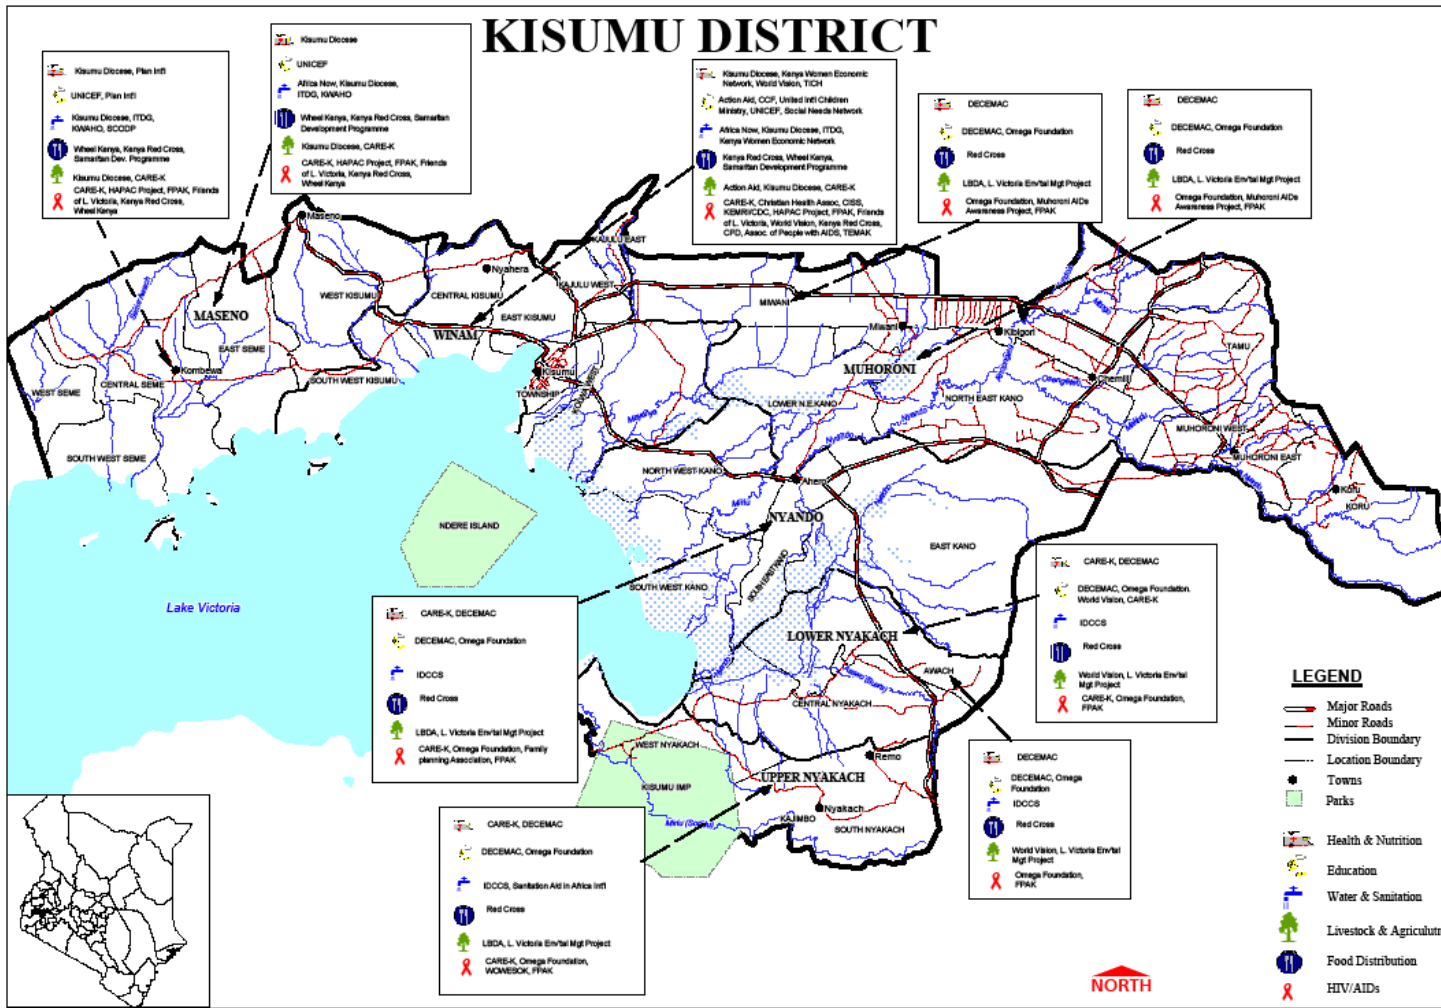 KISUMU DISTRICT
Kisumu Diocese, Plan Int'l
UNICEF, Plan Int'l
Kisumu Diocese, ITDG,
KWAHO, SCODP
Wheel Kenya, Kenya Red Cross,
Samaritan Dev. Programme
Kisumu Diocese, CARE-K
CARE-K, HAPAC Project, FPAK, Friends
of L. Victoria, Kenya Red Cross,
Wheel Kenya
Kisumu Diocese
UNICEF
Africa Now, Kisumu Diocese,
ITDG, KWAHO
Wheel Kenya, Kenya Red Cross, Samaritan
Development Programme
Kisumu Diocese, CARE-K
CARE-K, HAPAC Project, FPAK, Friends
of L. Victoria, Kenya Red Cross,
Wheel Kenya
Kisumu Diocese, Kenya Women Economic
Network, World Vision, TICH
Action Aid, CCF, United Int'l Children
Ministry, UNICEF, Social Needs Network
Africa Now, Kisumu Diocese, ITDG,
Kenya Women Economic Network
Kenya Red Cross, Wheel Kenya,
Samaritan Development Programme
Action Aid, Kisumu Diocese, CARE-K
CARE-K, Christian Health Assoc, CISS,
KEMRI/CDC, HAPAC Project, FPAK, Friends
of L. Victoria, World Vision, Kenya Red Cross,
CPD, Assoc. of People with AIDS, TEMAK
DECEMAC
DECEMAC, Omega Foundation
Red Cross
LBDA, L. Victoria Env'tal Mgt Project
Omega Foundation, Muhoroni AIDs
Awareness Project, FPAK
DECEMAC
DECEMAC, Omega Foundation
Red Cross
LBDA, L. Victoria Env'tal Mgt Project
Omega Foundation, Muhoroni AIDs
Awareness Project, FPAK
Maseno
Nyahera
KAJULU EAST
KAJULU WEST
WEST KISUMU
CENTRAL KISUMU
EAST KISUMU
MASENO
WINAM
MIWANI
Miwani
Kibigori
EAST SEME
Kombewa
CENTRAL SEME
WEST SEME
SOUTH WEST KISUMU
Kisumu
TOWNSHIP
KOLWA WEST
MUHORONI
Chemilil
TAMU
LOWER N.E.KANO
NORTH EAST KANO
Nyando
MUHORONI WEST
MUHORONI EAST
SOUTH WEST SEME
NORTH WEST KANO
Ahero
Koru
KORU
NDERE ISLAND
Miriu
NYANDO
EAST KANO
SOUTH WEST KANO
SOUTH EAST KANO
Lake Victoria
LOWER NYAKACH
AWACH
CENTRAL NYAKACH
WEST NYAKACH
Remo
KISUMU IMP
UPPER NYAKACH
Nyakach
KAJIMBO
SOUTH NYAKACH
CARE-K, DECEMAC
DECEMAC, Omega Foundation
IDCCS
Red Cross
LBDA, L. Victoria Env'tal Mgt Project
CARE-K, Omega Foundation, Family
planning Association, FPAK
CARE-K, DECEMAC
DECEMAC, Omega Foundation.
World Vision, CARE-K
IDCCS
Red Cross
World Vision, L. Victoria Env'tal
Mgt Project
CARE-K, Omega Foundation,
FPAK
DECEMAC
DECEMAC, Omega
Foundation
IDCCS
Red Cross
World Vision, L. Victoria Env'tal
Mgt Project
Omega Foundation,
FPAK
CARE-K, DECEMAC
DECEMAC, Omega Foundation
IDCCS, Sanitation Aid in Africa Int'l
Red Cross
LBDA, L. Victoria Env'tal Mgt Project
CARE-K, Omega Foundation,
WOWESOK, FPAK
LEGEND
Major Roads
Minor Roads
Division Boundary
Location Boundary
Towns
Parks
Health & Nutrition
Education
Water & Sanitation
Livestock & Agricultur
Food Distribution
HIV/AIDs
NORTH